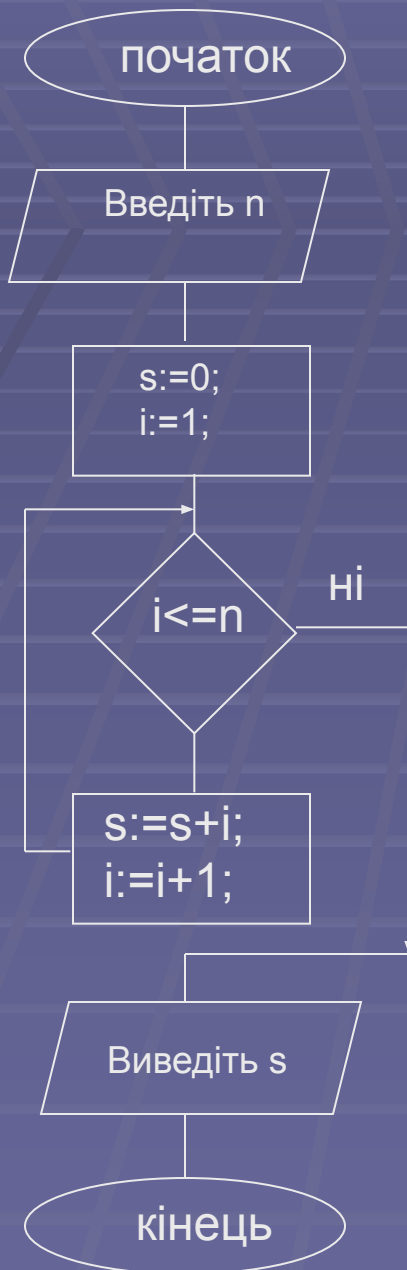 початок
Введіть n
s:=0;
i:=1;
i<=n
ні
s:=s+i;
i:=i+1;
Виведіть s
кінець